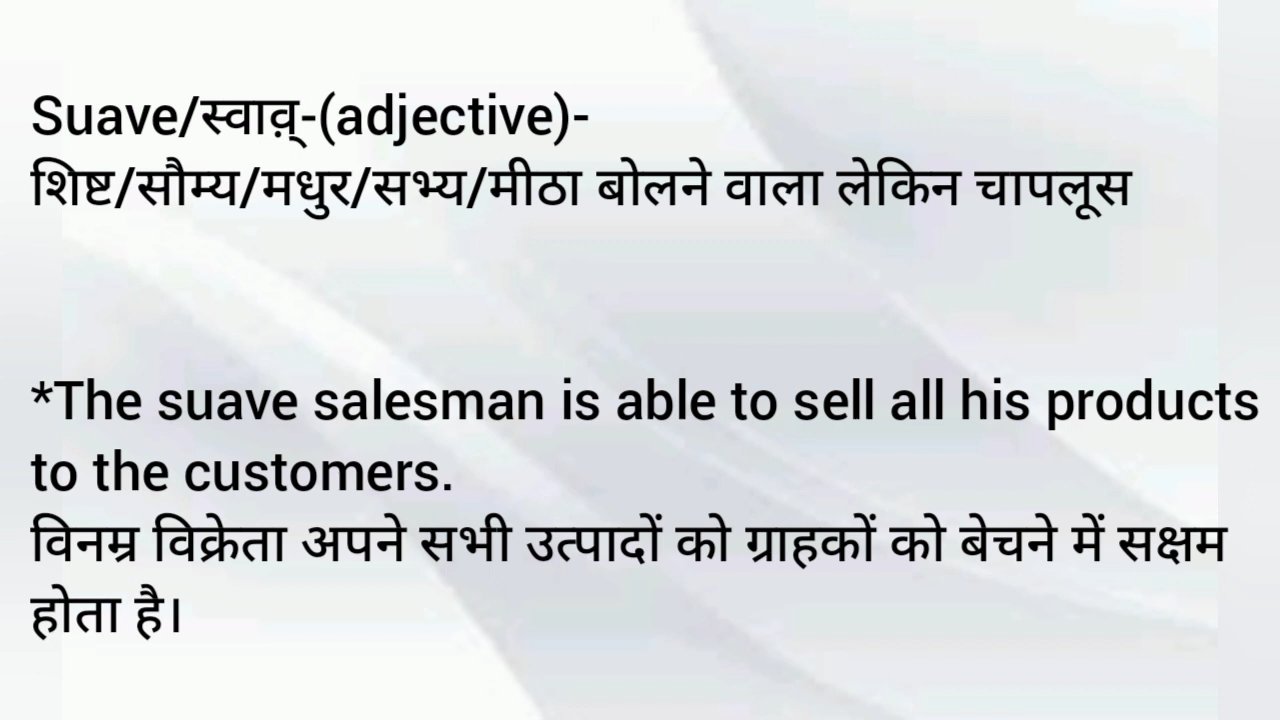 Suave/स्वाव़्-(adjective)-
शिष्ट/सौम्य/मधुर/सभ्य/मीठा बोलने वाला लेकिन चापलूस
*The suave salesman is able to sell all his products
to the customers.
विनम्र विक्रेता अपने सभी उत्पादों को ग्राहकों को बेचने में सक्षम
होता है।